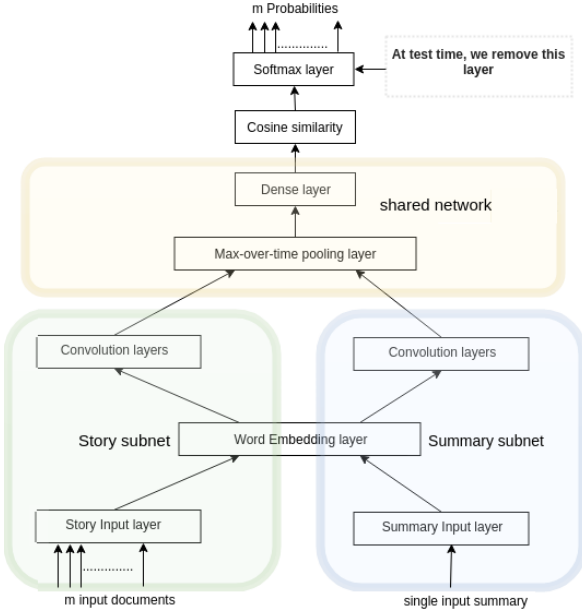 m Probabilities
..............
Softmax layer
At test time, we remove this
layer
Cosine similarity
Dense layer
shared network
Max-over-time pooling layer
Convolution layers
Convolution layers
Story subnet
Word Embedding layer
Summary subnet
Story Input layer
Summary Input layer
..............
m input documents
single input summary